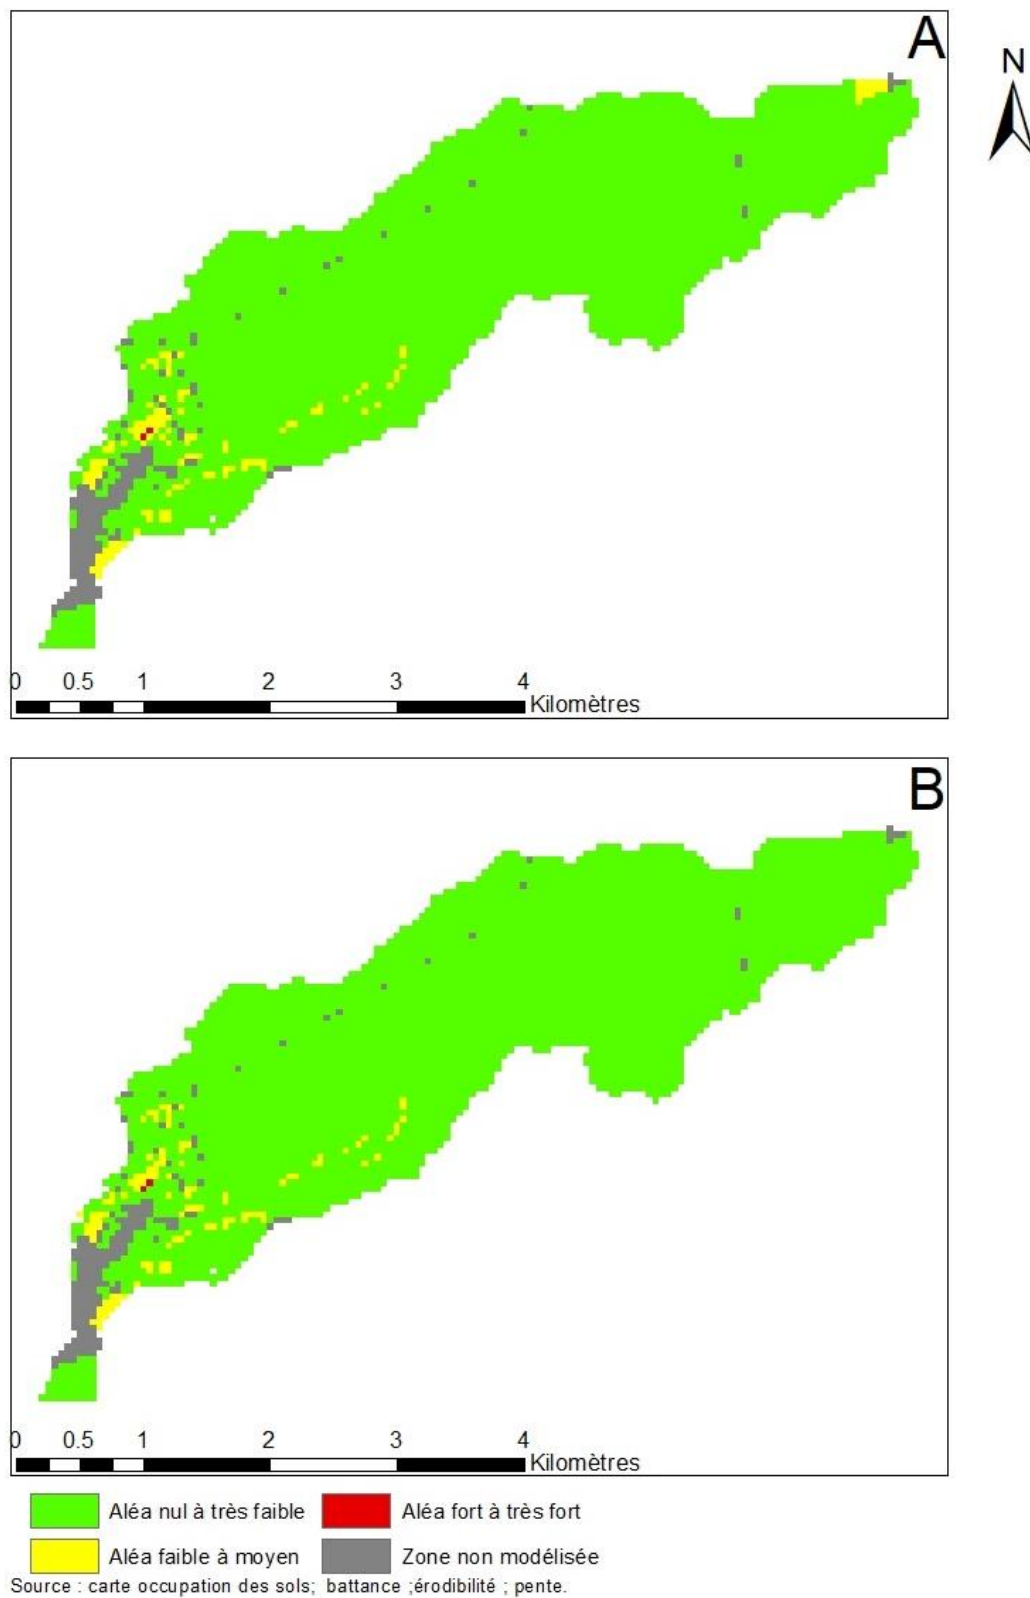 A
N
0 0.5 1 2 3 4
Kilomètres
B
0 0.5 1 2 3 4
Kilomètres
Aléa nul à très faible Aléa fort à très fort
Aléa faible à moyen Zone non modélisée
Source : carte occupation des sols; battance ;érodibilité ; pente.